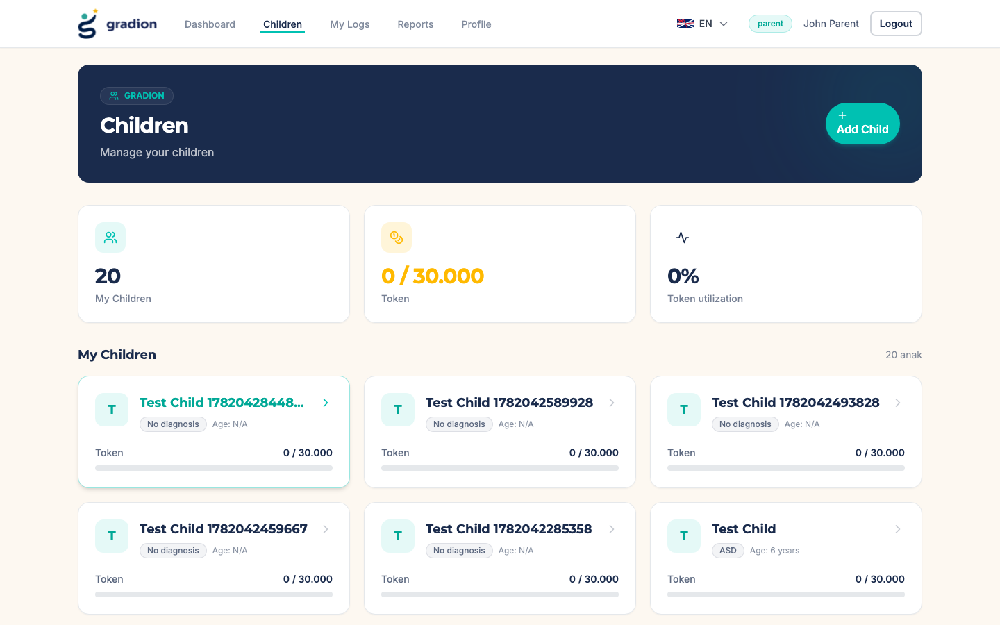 gradion
Dashboard
Children
My Logs
Reports
Profile
EN
parent
John Parent
Logout
GRADION
Children
Manage your children
Add Child
20
My Children
0 / 30.000
Token
0%
Token utilization
My Children
20 anak
T
Test Child 17820428448...
No diagnosis
Age: N/A
Token
0 / 30.000
T
Test Child 1782042589928
No diagnosis
Age: N/A
Token
0 / 30.000
T
Test Child 1782042493828
No diagnosis
Age: N/A
Token
0 / 30.000
T
Test Child 1782042459667
No diagnosis
Age: N/A
Token
0 / 30.000
T
Test Child 1782042285358
No diagnosis
Age: N/A
Token
0 / 30.000
T
Test Child
ASD
Age: 6 years
Token
0 / 30.000